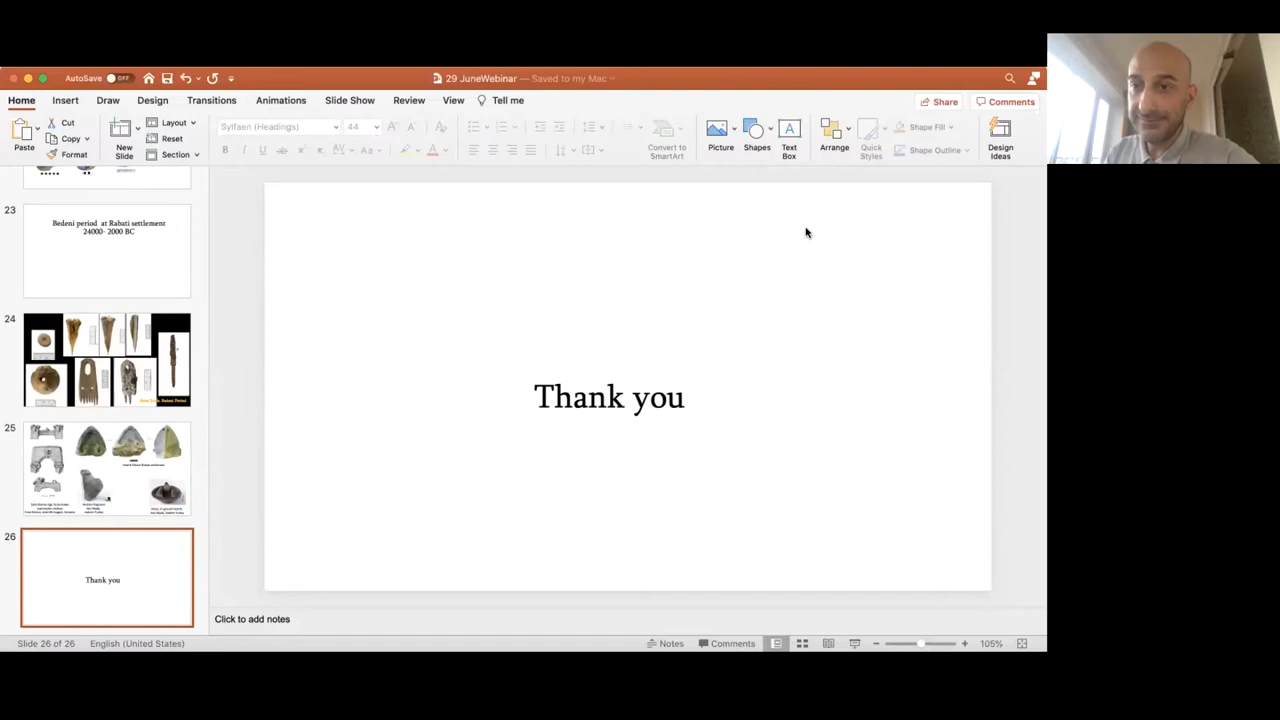 AutoSave OFF
29 JuneWebinar — Saved to my Mac
Home Insert Draw Design Transitions Animations Slide Show Review View Tell me
Share Comments
Paste
Cut
Copy
Format
New Slide
Layout
Reset
Section
Sylfaen (Headings) 44
Convert to SmartArt
Picture
Shapes
Text Box
Arrange
Quick Styles
Shape Fill
Shape Outline
Design Ideas
23
Bedeni period at Rabati settlement
24000- 2000 BC
24
25
26
Thank you
Thank you
Click to add notes
Slide 26 of 26 English (United States)
Notes Comments 105%